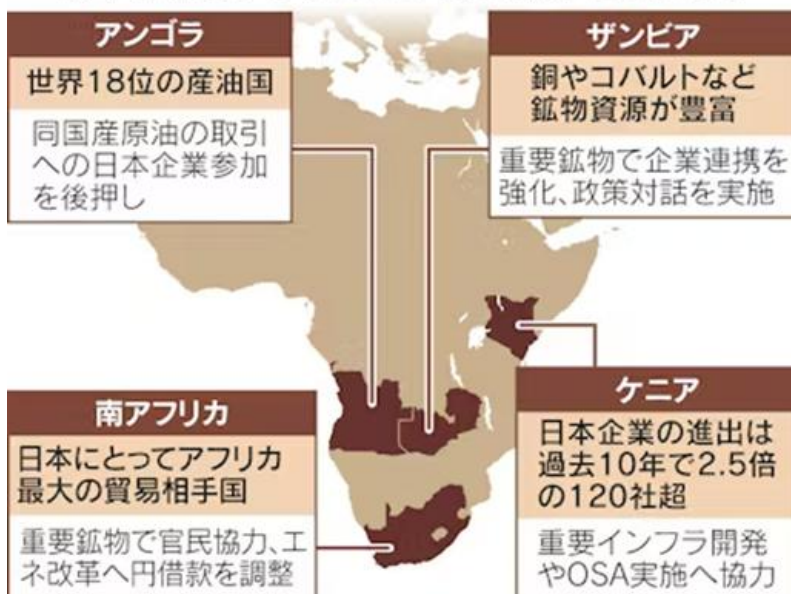 アンゴラ
世界18位の産油国
同国産原油の取引
への日本企業参加
を後押し
ザンビア
銅やコバルトなど
鉱物資源が豊富
重要鉱物で企業連携を
強化、政策対話を実施
南アフリカ
日本にとってアフリカ
最大の貿易相手国
重要鉱物で官民協力、エ
ネ改革へ円借款を調整
ケニア
日本企業の進出は
過去10年で2.5倍
の120社超
重要インフラ開発
やOSA実施へ協力